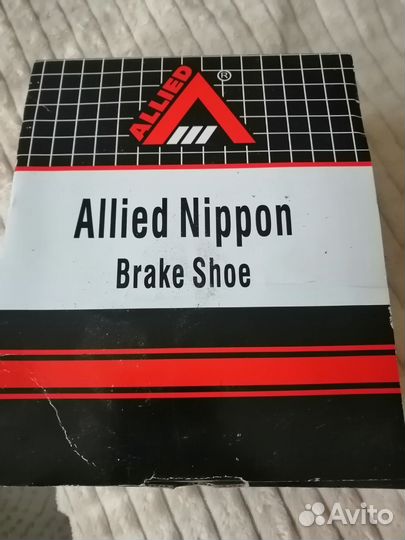 ALLIED
®
Allied Nippon
Brake Shoe
Avito